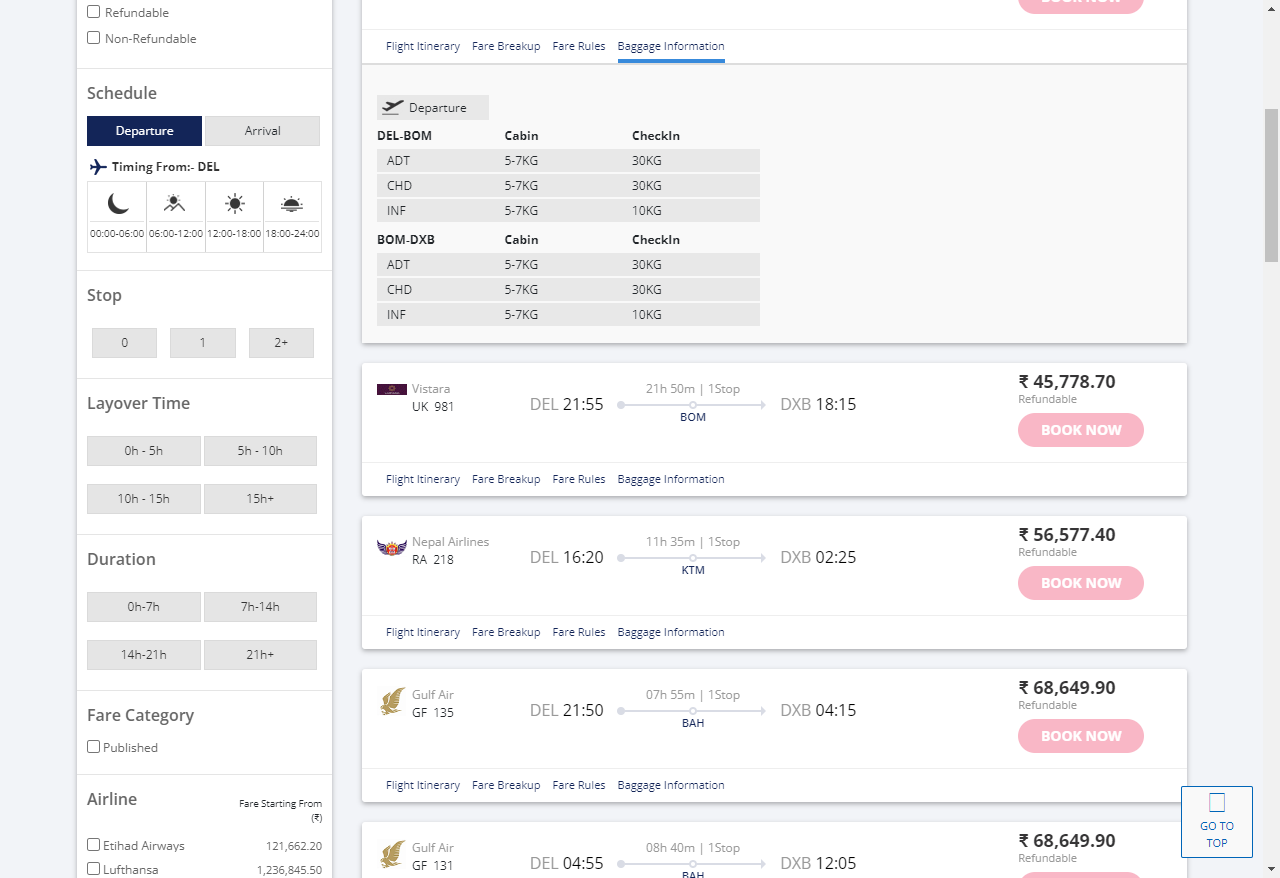 Refundable
Non-Refundable
Schedule
Departure Arrival
Timing From:- DEL
00:00-06:00 06:00-12:00 12:00-18:00 18:00-24:00
Stop
0 1 2+
Layover Time
0h - 5h 5h - 10h
10h - 15h 15h+
Duration
0h-7h 7h-14h
14h-21h 21h+
Fare Category
Published
Airline Fare Starting From
(₹)
Etihad Airways 121,662.20
Lufthansa 1,236,845.50
BOOK NOW
Flight Itinerary Fare Breakup Fare Rules Baggage Information
Departure
DEL-BOM Cabin CheckIn
ADT 5-7KG 30KG
CHD 5-7KG 30KG
INF 5-7KG 10KG
BOM-DXB Cabin CheckIn
ADT 5-7KG 30KG
CHD 5-7KG 30KG
INF 5-7KG 10KG
Vistara
UK 981
DEL 21:55
21h 50m | 1Stop
BOM
DXB 18:15
₹ 45,778.70
Refundable
BOOK NOW
Flight Itinerary Fare Breakup Fare Rules Baggage Information
Nepal Airlines
RA 218
DEL 16:20
11h 35m | 1Stop
KTM
DXB 02:25
₹ 56,577.40
Refundable
BOOK NOW
Flight Itinerary Fare Breakup Fare Rules Baggage Information
Gulf Air
GF 135
DEL 21:50
07h 55m | 1Stop
BAH
DXB 04:15
₹ 68,649.90
Refundable
BOOK NOW
Flight Itinerary Fare Breakup Fare Rules Baggage Information
Gulf Air
GF 131
DEL 04:55
08h 40m | 1Stop
BAH
DXB 12:05
₹ 68,649.90
Refundable
GO TO
TOP